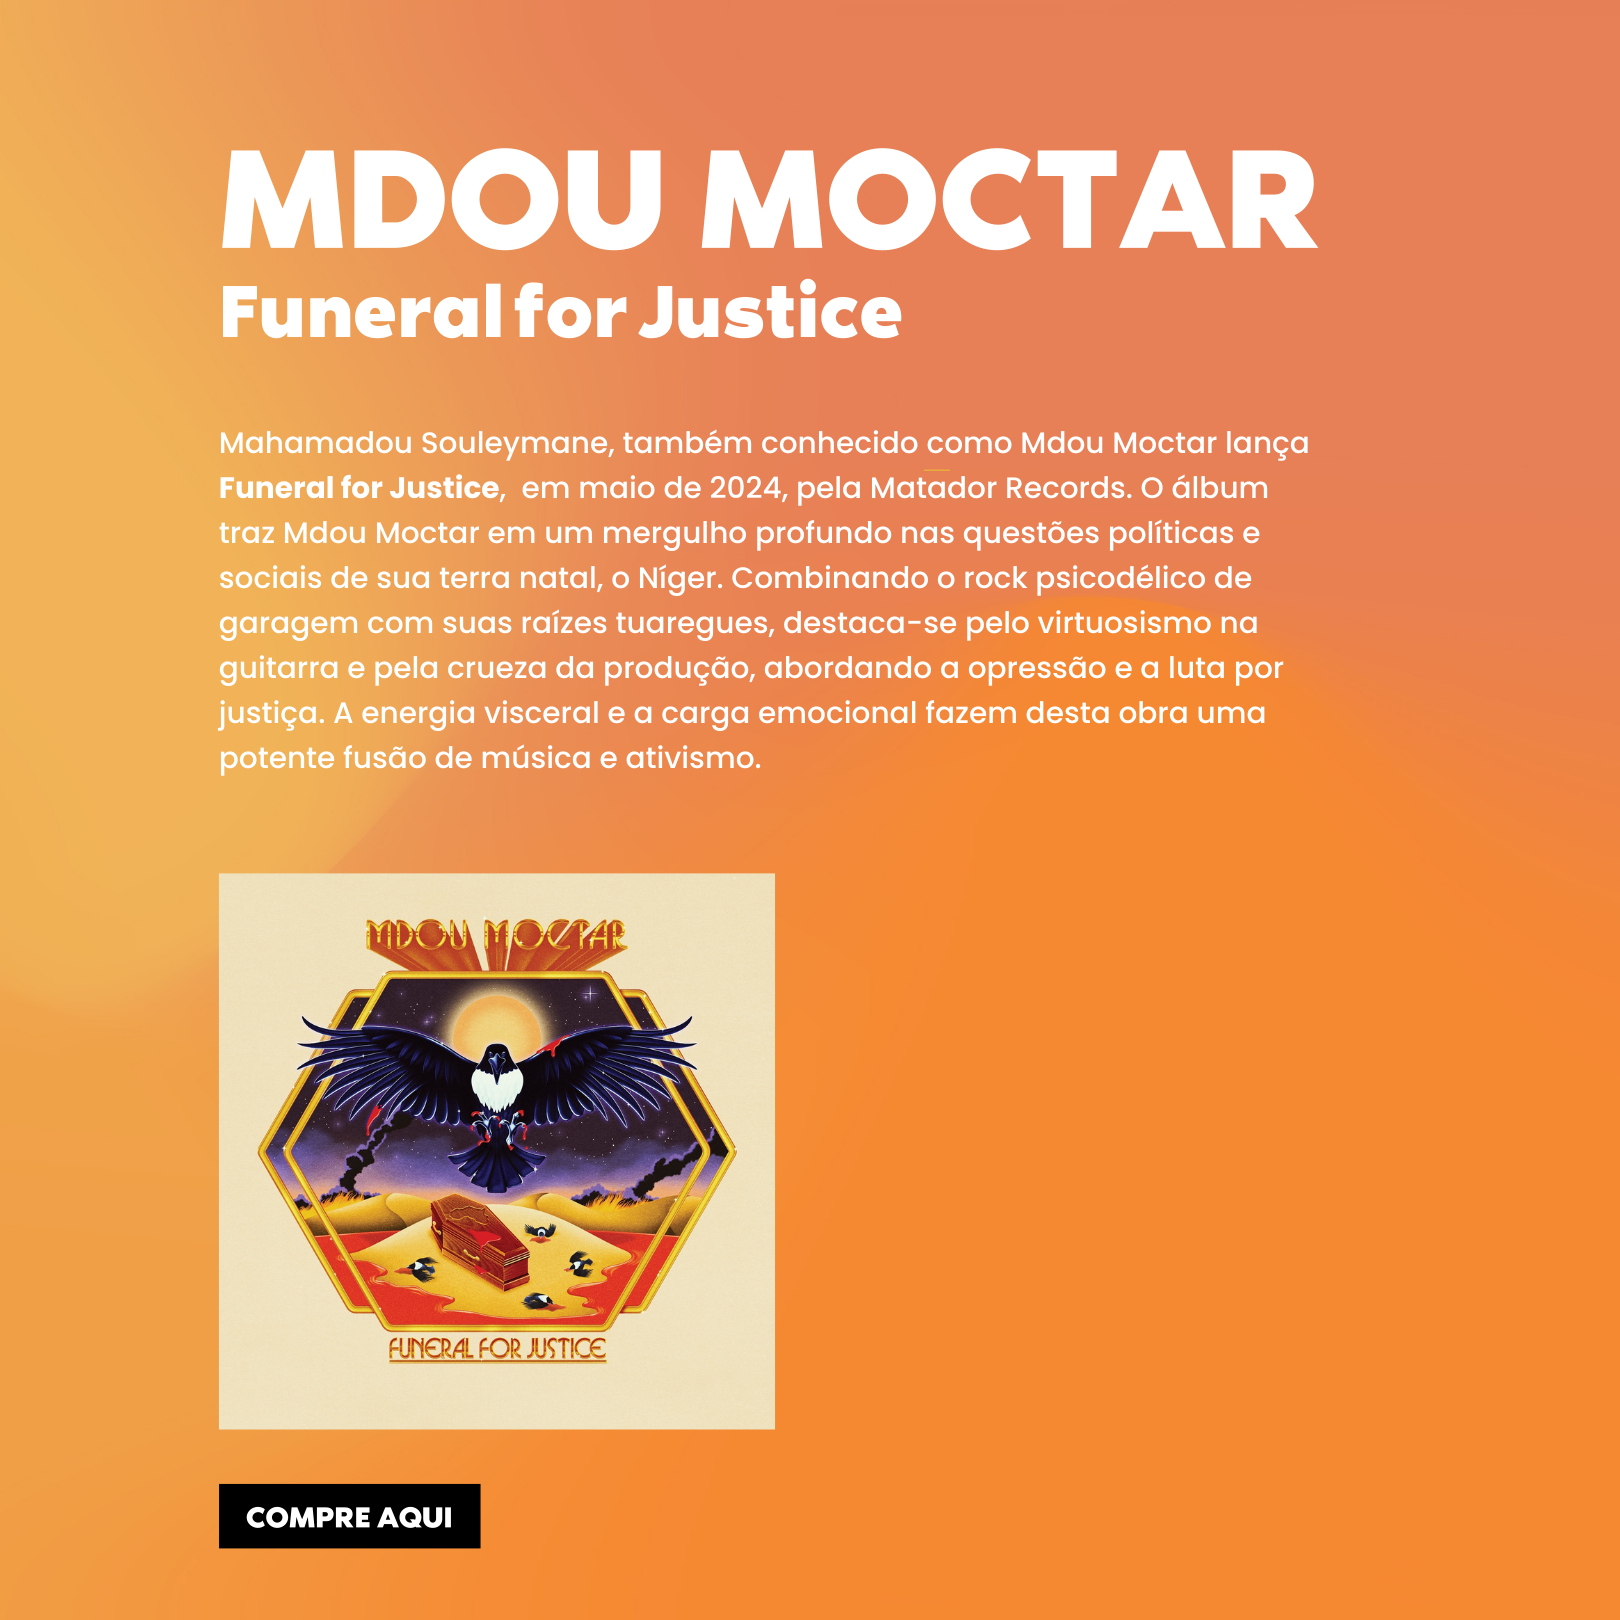 MDOU MOCTAR
Funeral for Justice
Mahamadou Souleymane, também conhecido como Mdou Moctar lança
Funeral for Justice,  em maio de 2024, pela Matador Records. O álbum
traz Mdou Moctar em um mergulho profundo nas questões políticas e
sociais de sua terra natal, o Níger. Combinando o rock psicodélico de
garagem com suas raízes tuaregues, destaca-se pelo virtuosismo na
guitarra e pela crueza da produção, abordando a opressão e a luta por
justiça. A energia visceral e a carga emocional fazem desta obra uma
potente fusão de música e ativismo.
MDOU MOCTAR
FUNERAL FOR JUSTICE
COMPRE AQUI